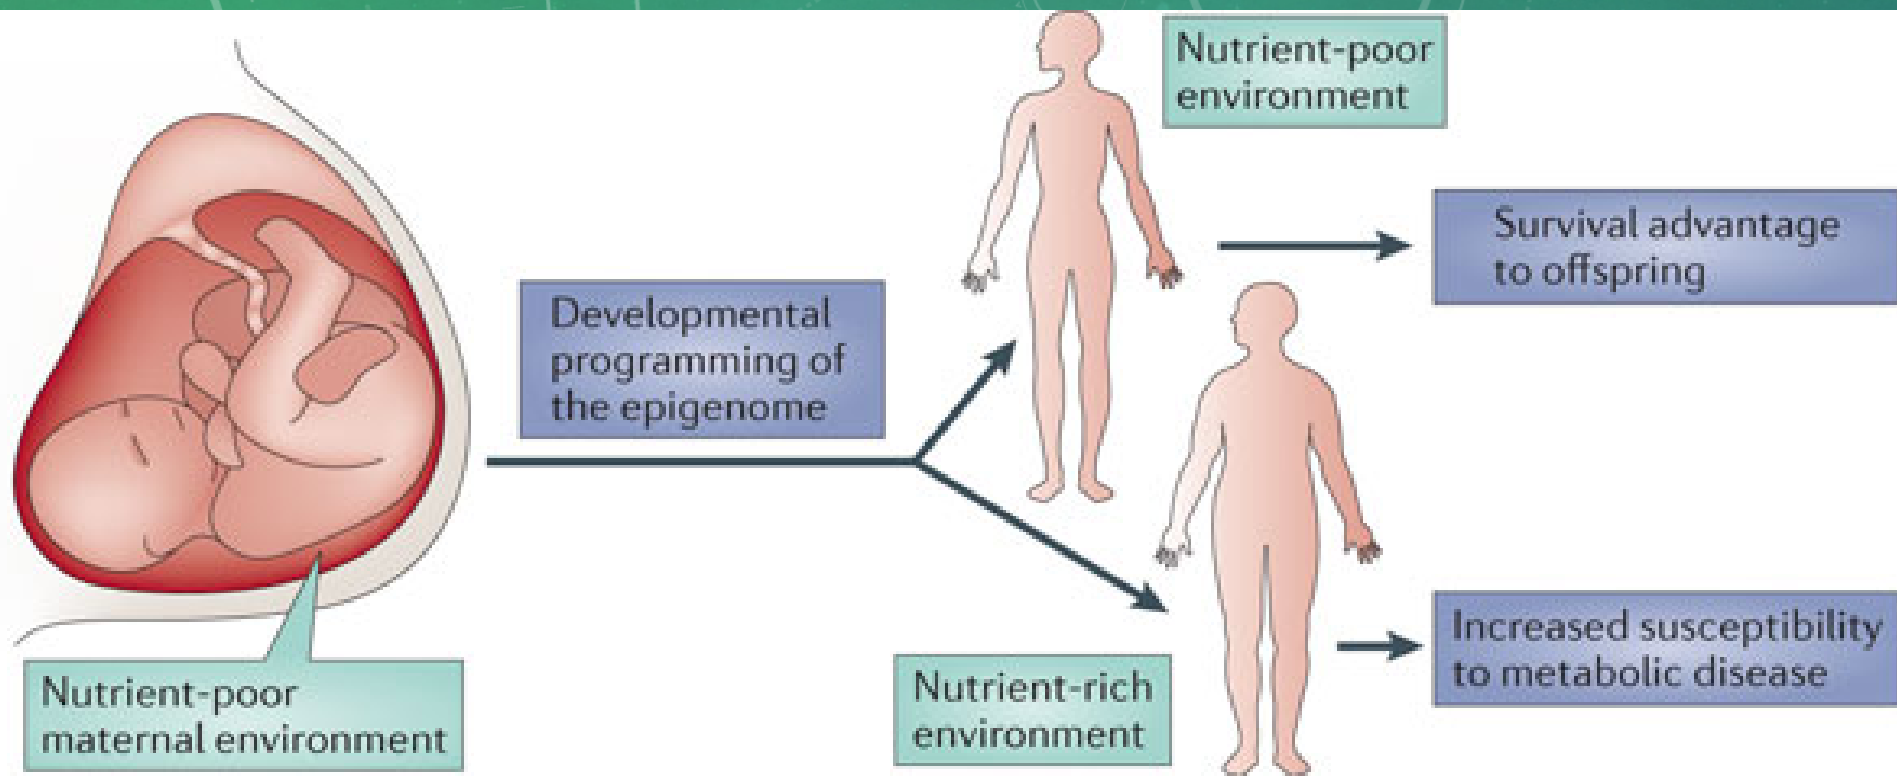 Nutrient-poor
environment
Survival advantage
to offspring
Developmental
programming of
the epigenome
Increased susceptibility
to metabolic disease
Nutrient-rich
environment
Nutrient-poor
maternal environment